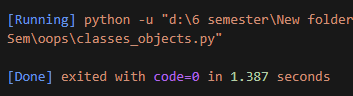 [Running] python -u "d:\6 semester\New folder
Sem\oops\classes_objects.py"
[Done] exited with code=0 in 1.387 seconds